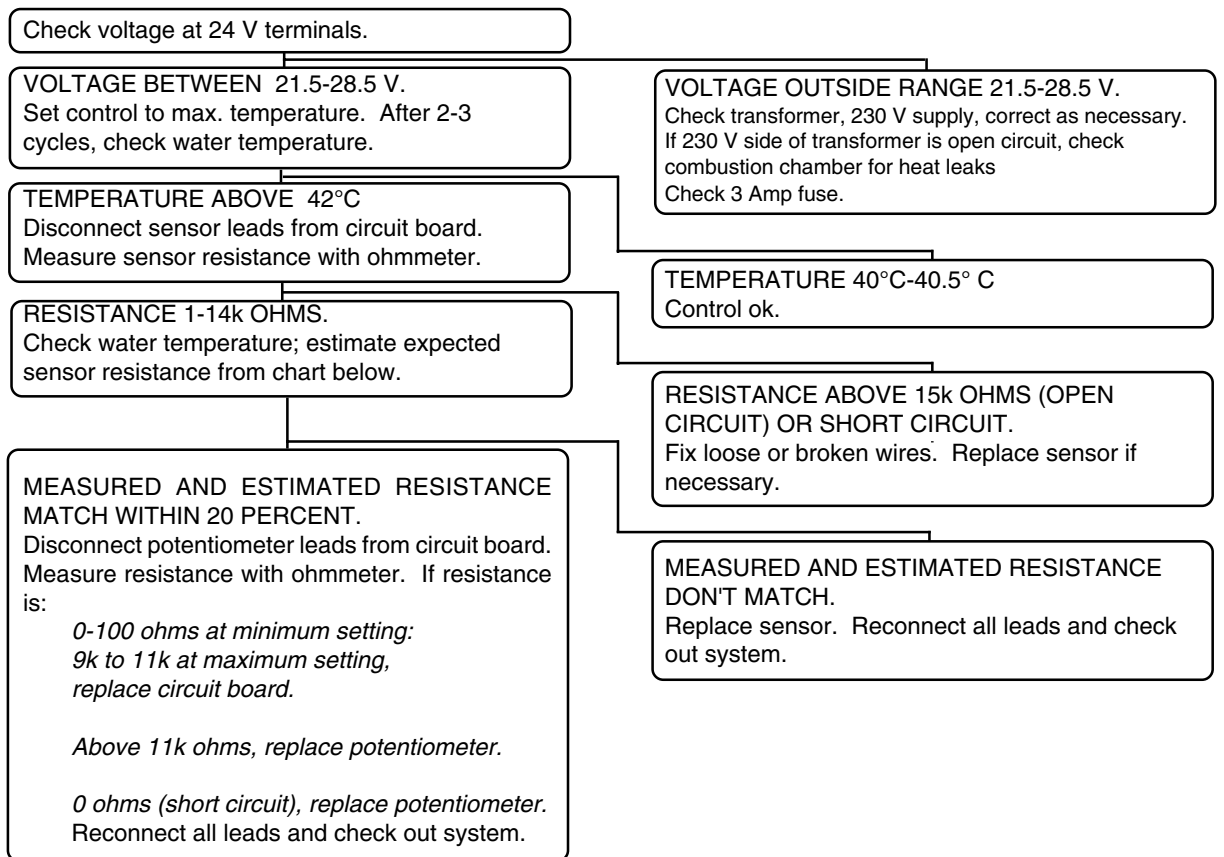 Check voltage at 24 V terminals.
VOLTAGE BETWEEN 21.5-28.5 V.
Set control to max. temperature. After 2-3
cycles, check water temperature.
VOLTAGE OUTSIDE RANGE 21.5-28.5 V.
Check transformer, 230 V supply, correct as necessary.
If 230 V side of transformer is open circuit, check
combustion chamber for heat leaks
Check 3 Amp fuse.
TEMPERATURE ABOVE 42°C
Disconnect sensor leads from circuit board.
Measure sensor resistance with ohmmeter.
TEMPERATURE 40°C-40.5° C
Control ok.
RESISTANCE 1-14k OHMS.
Check water temperature; estimate expected
sensor resistance from chart below.
RESISTANCE ABOVE 15k OHMS (OPEN
CIRCUIT) OR SHORT CIRCUIT.
Fix loose or broken wires. Replace sensor if
necessary.
MEASURED AND ESTIMATED RESISTANCE
MATCH WITHIN 20 PERCENT.
Disconnect potentiometer leads from circuit board.
Measure resistance with ohmmeter. If resistance
is:
0-100 ohms at minimum setting:
9k to 11k at maximum setting,
replace circuit board.
Above 11k ohms, replace potentiometer.
0 ohms (short circuit), replace potentiometer.
Reconnect all leads and check out system.
MEASURED AND ESTIMATED RESISTANCE
DON'T MATCH.
Replace sensor. Reconnect all leads and check
out system.